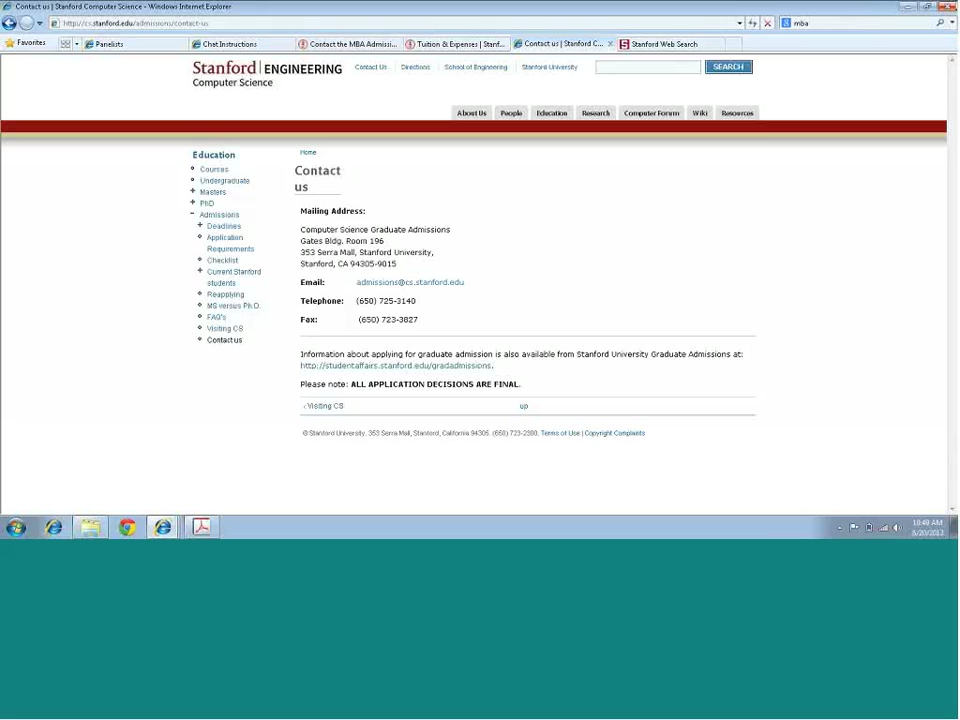 Contact us | Stanford Computer Science - Windows Internet Explorer
http://cs.stanford.edu/admissions/contact-us
mba
Favorites
Panelists
Chat Instructions
Contact the MBA Admissi...
Tuition & Expenses | Stanf...
Contact us | Stanford C...
Stanford Web Search
Stanford ENGINEERING
Computer Science
Contact Us
Directions
School of Engineering
Stanford University
SEARCH
About Us
People
Education
Research
Computer Forum
Wiki
Resources
Education
Courses
Undergraduate
Masters
PhD
Admissions
Deadlines
Application
Requirements
Checklist
Current Stanford
students
Reapplying
MS versus Ph.D.
FAQ's
Visiting CS
Contact us
Home
Contact
us
Mailing Address:
Computer Science Graduate Admissions
Gates Bldg. Room 196
353 Serra Mall, Stanford University,
Stanford, CA 94305-9015
Email: admissions@cs.stanford.edu
Telephone: (650) 725-3140
Fax: (650) 723-3827
Information about applying for graduate admission is also available from Stanford University Graduate Admissions at:
http://studentaffairs.stanford.edu/gradadmissions.
Please note: ALL APPLICATION DECISIONS ARE FINAL.
‹ Visiting CS
up
© Stanford University, 353 Serra Mall, Stanford, California 94305. (650) 723-2300. Terms of Use | Copyright Complaints
10:49 AM